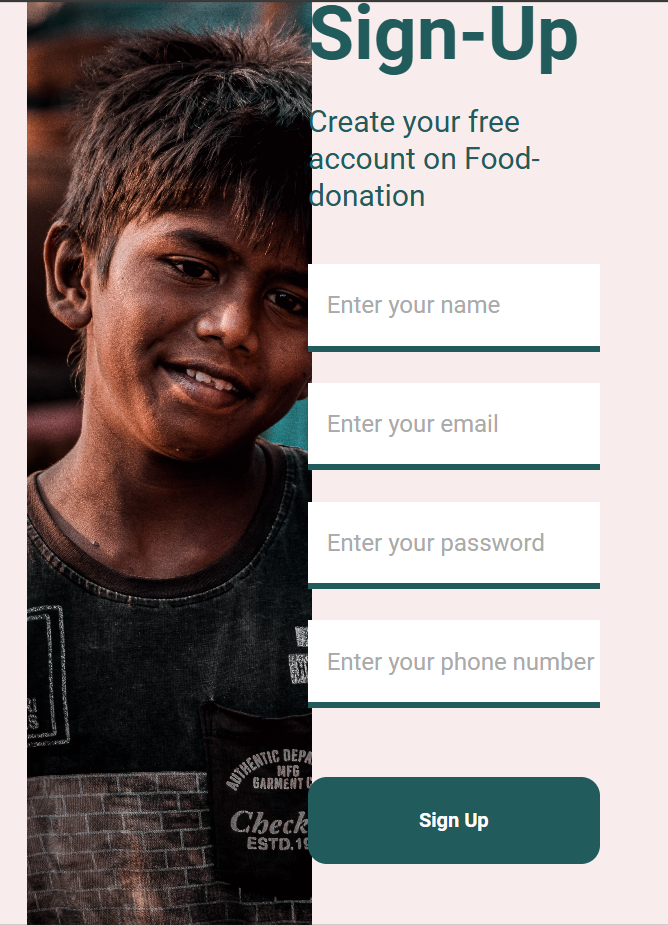 Sign-Up
Create your free
account on Food-
donation
Enter your name
Enter your email
Enter your password
Enter your phone number
AUTHENTIC
MFG
GARMENT
Check
ESTD.19
Sign Up